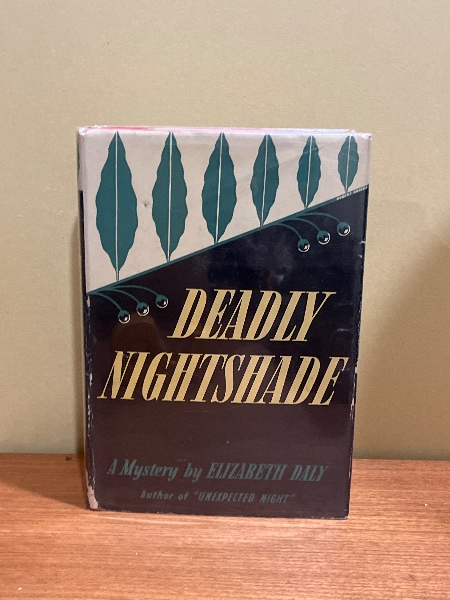 DEADLY
NIGHTSHADE
A Mystery by ELIZABETH DALY
Author of "UNEXPECTED NIGHT"